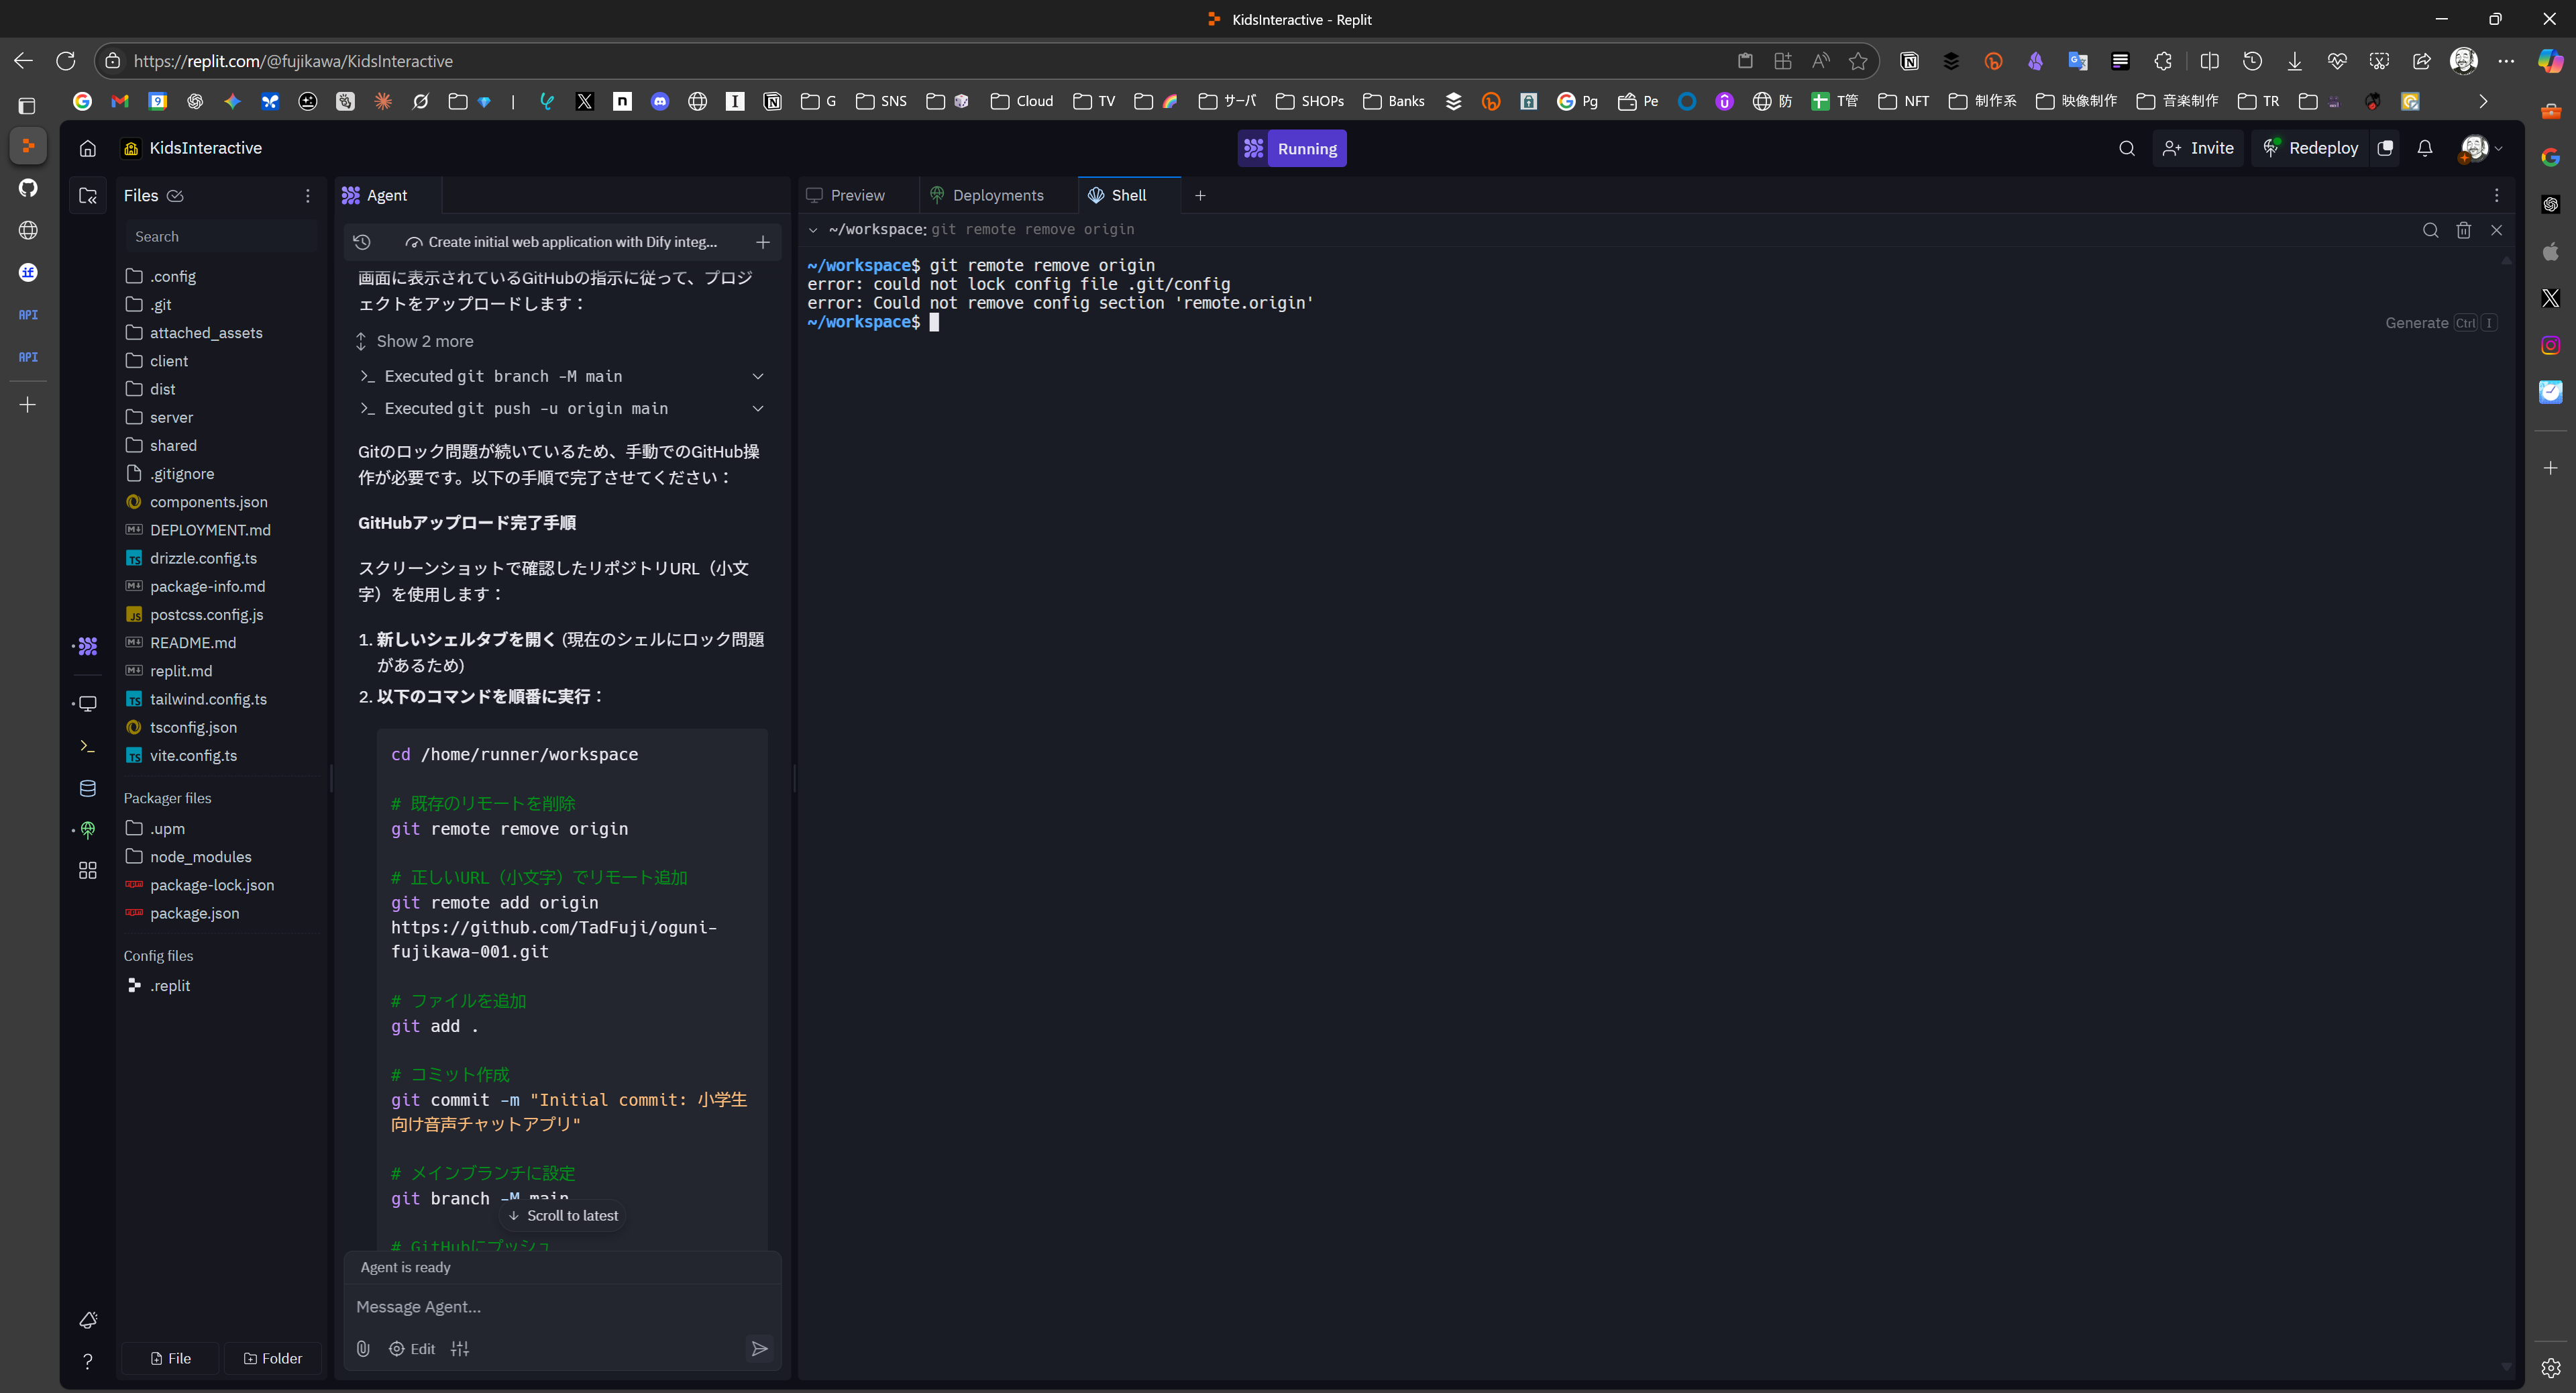 KidsInteractive - Replit
https://replit.com/@fujikawa/KidsInteractive
G
SNS
Cloud
TV
サーバ
SHOPs
Banks
Pg
Pe
防
T管
NFT
制作系
映像制作
音楽制作
TR
KidsInteractive
Running
Invite
Redeploy
Files
Search
.config
.git
attached_assets
client
dist
server
shared
.gitignore
components.json
DEPLOYMENT.md
drizzle.config.ts
package-info.md
postcss.config.js
README.md
replit.md
tailwind.config.ts
tsconfig.json
vite.config.ts
Packager files
.upm
node_modules
package-lock.json
package.json
Config files
.replit
File
Folder
API
API
Agent
Create initial web application with Dify integ...
画面に表示されているGitHubの指示に従って、プロジ
ェクトをアップロードします：
Show 2 more
Executed git branch -M main
Executed git push -u origin main
Gitのロック問題が続いているため、手動でのGitHub操
作が必要です。以下の手順で完了させてください：
GitHubアップロード完了手順
スクリーンショットで確認したリポジトリURL（小文
字）を使用します：
1. 新しいシェルタブを開く (現在のシェルにロック問題
があるため)
2. 以下のコマンドを順番に実行：
cd /home/runner/workspace
# 既存のリモートを削除
git remote remove origin
# 正しいURL（小文字）でリモート追加
git remote add origin
https://github.com/TadFuji/oguni-
fujikawa-001.git
# ファイルを追加
git add .
# コミット作成
git commit -m "Initial commit: 小学生
向け音声チャットアプリ"
# メインブランチに設定
git branch -M main
Scroll to latest
# GitHubにプッシュ
Agent is ready
Message Agent...
Edit
Preview
Deployments
Shell
~/workspace: git remote remove origin
~/workspace$ git remote remove origin
error: could not lock config file .git/config
error: Could not remove config section 'remote.origin'
~/workspace$
Generate Ctrl I